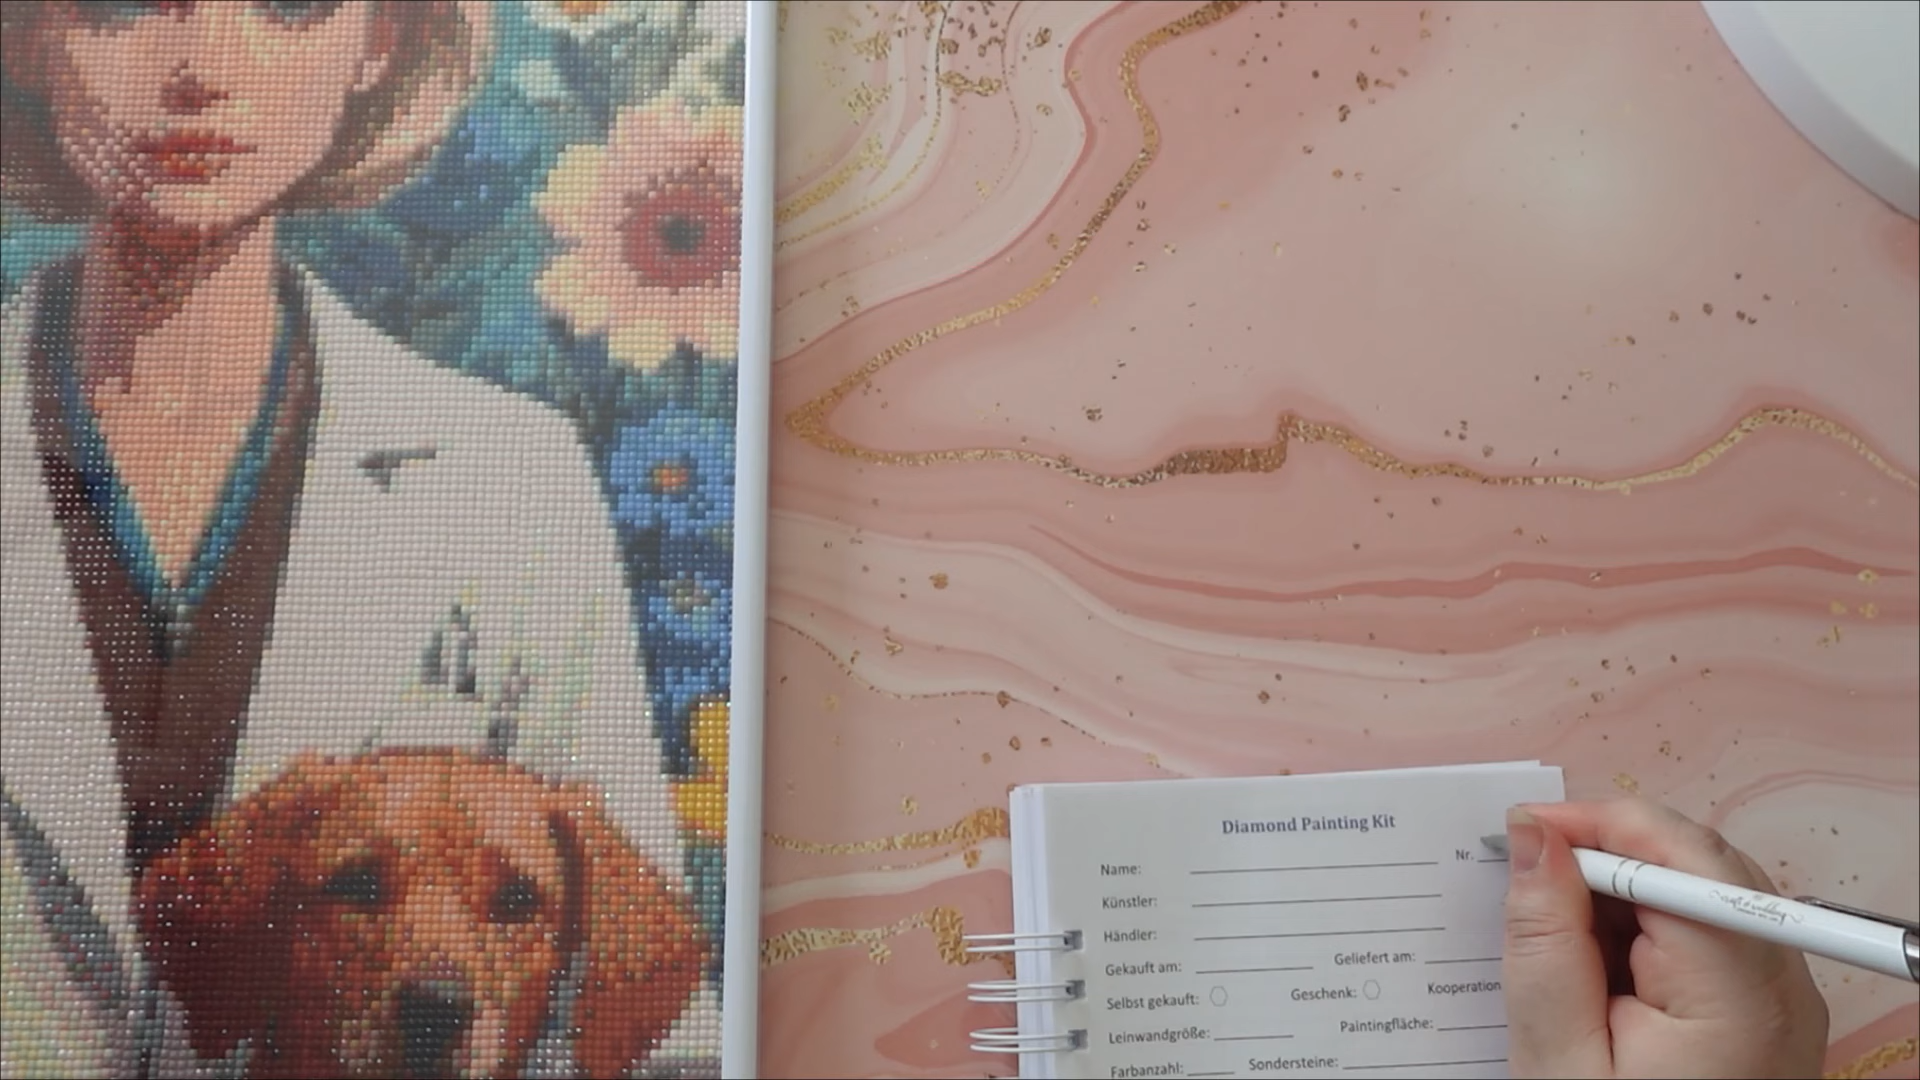 Diamond Painting Kit
Name: Nr.
Künstler:
Händler:
Gekauft am: Geliefert am:
Selbst gekauft: Geschenk: Kooperation
Leinwandgröße: Paintingfläche:
Farbanzahl: Sondersteine: